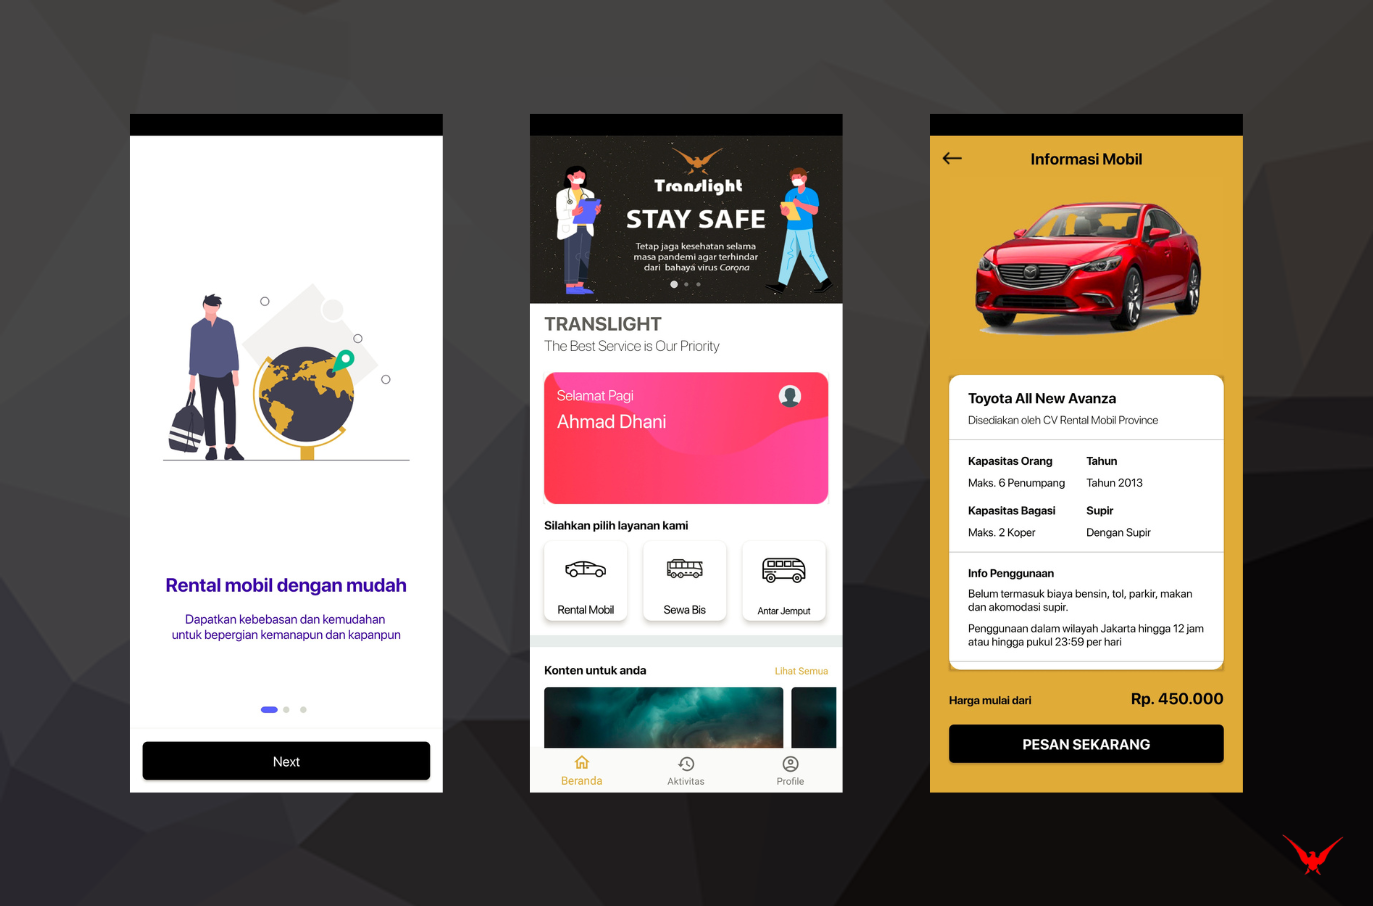 Rental mobil dengan mudah
Dapatkan kebebasan dan kemudahan
untuk bepergian kemanapun dan kapanpun
Next
Translight
STAY SAFE
Tetap jaga kesehatan selama
masa pandemi agar terhindar
dari bahaya virus Corona
TRANSLIGHT
The Best Service is Our Priority
Selamat Pagi
Ahmad Dhani
Silahkan pilih layanan kami
Rental Mobil
Sewa Bis
Antar Jemput
Konten untuk anda
Lihat Semua
Beranda
Aktivitas
Profile
Informasi Mobil
Toyota All New Avanza
Disediakan oleh CV Rental Mobil Province
Kapasitas Orang
Tahun
Maks. 6 Penumpang
Tahun 2013
Kapasitas Bagasi
Supir
Maks. 2 Koper
Dengan Supir
Info Penggunaan
Belum termasuk biaya bensin, tol, parkir, makan
dan akomodasi supir.
Penggunaan dalam wilayah Jakarta hingga 12 jam
atau hingga pukul 23:59 per hari
Harga mulai dari
Rp. 450.000
PESAN SEKARANG